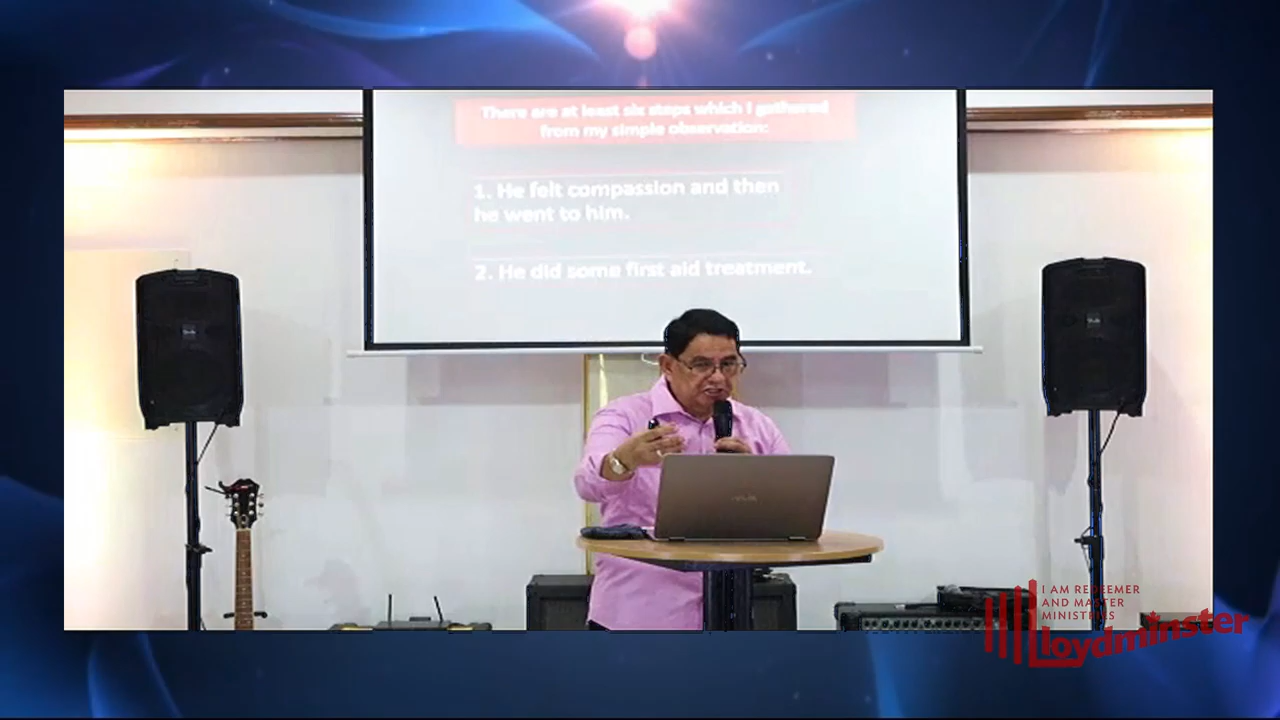 There are at least six steps which I gathered
from my simple observation:
1. He felt compassion and then
he went to him.
2. He did some first aid treatment.
I AM REDEEMER
AND MASTER
MINISTRIES
Lloydminster